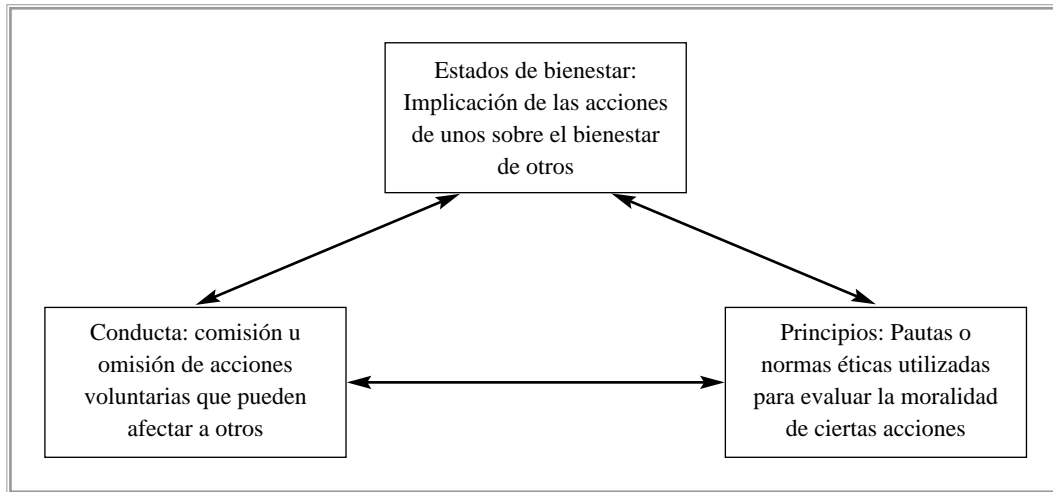 Estados de bienestar:
Implicación de las acciones
de unos sobre el bienestar
de otros
Conducta: comisión u
omisión de acciones
voluntarias que pueden
afectar a otros
Principios: Pautas o
normas éticas utilizadas
para evaluar la moralidad
de ciertas acciones